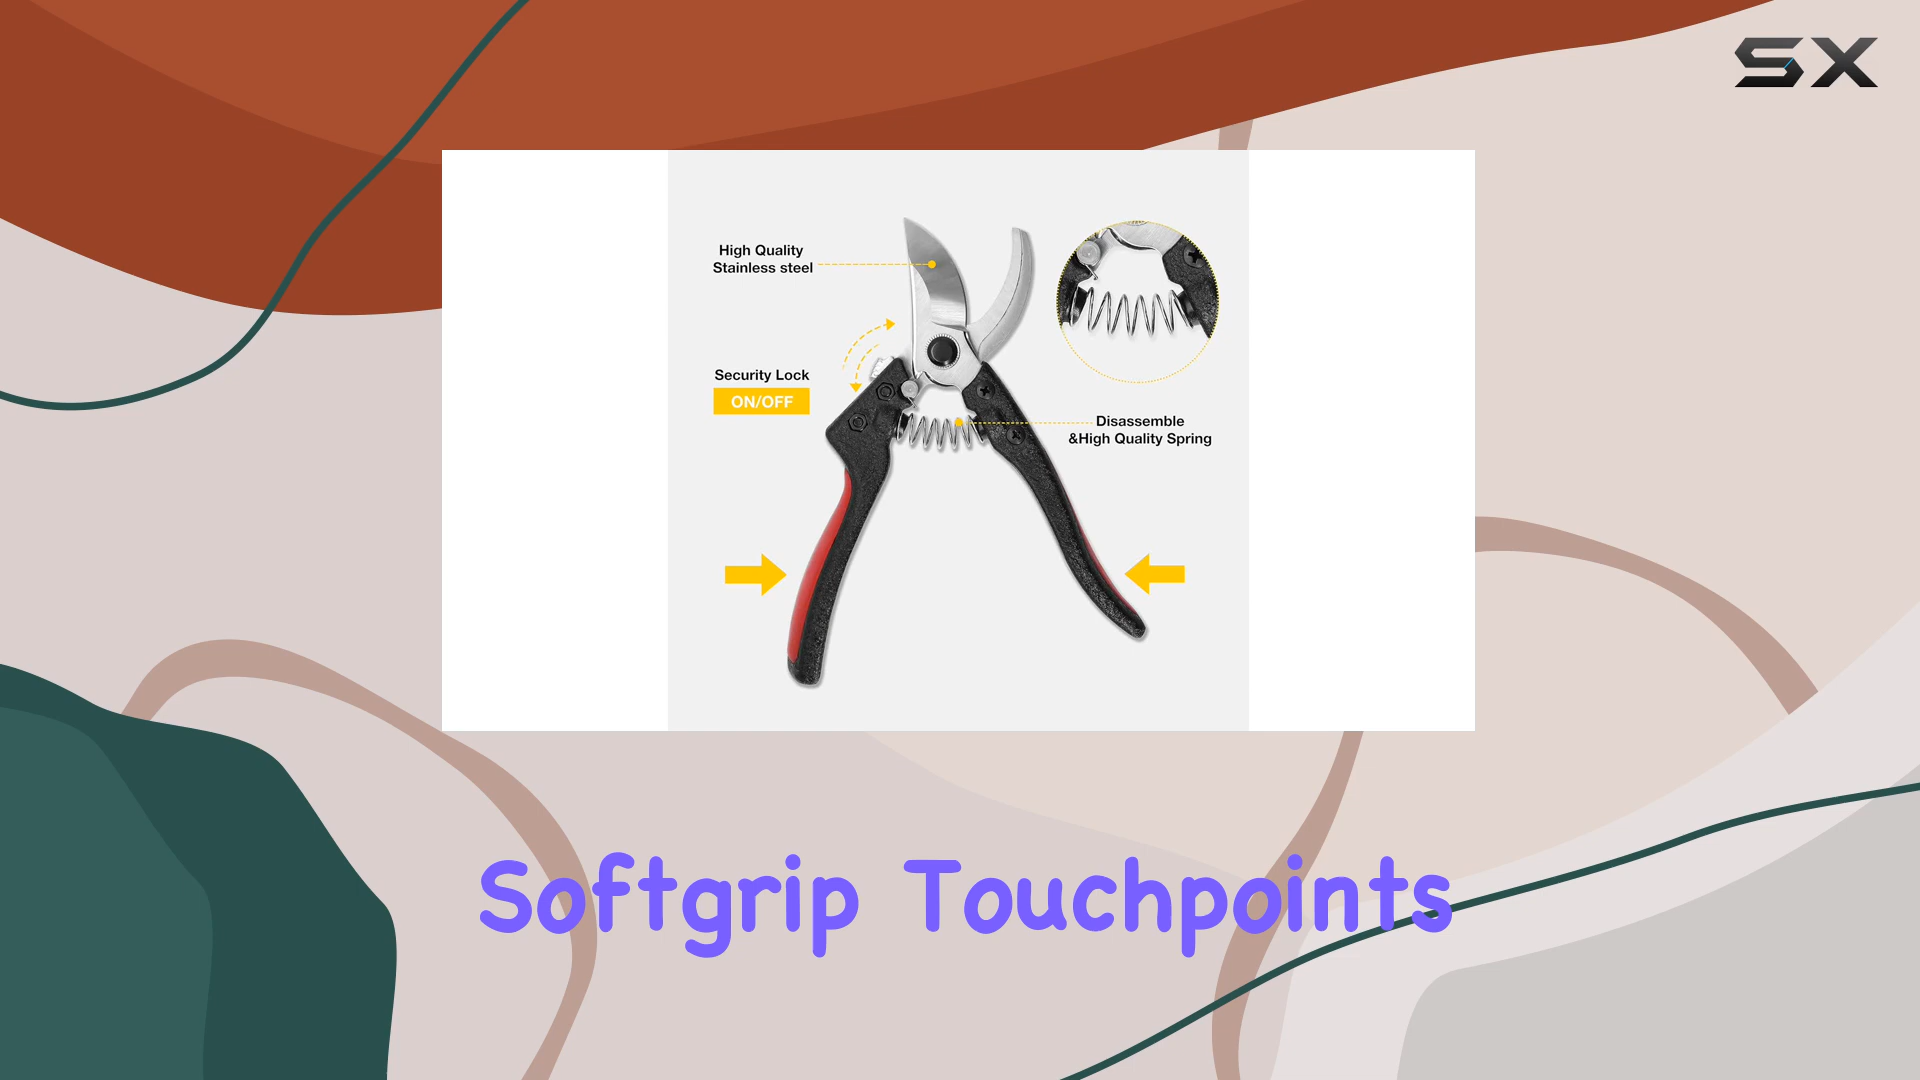 SX
High Quality
Stainless steel
Security Lock
ON/OFF
Disassemble
&High Quality Spring
Softgrip Touchpoints